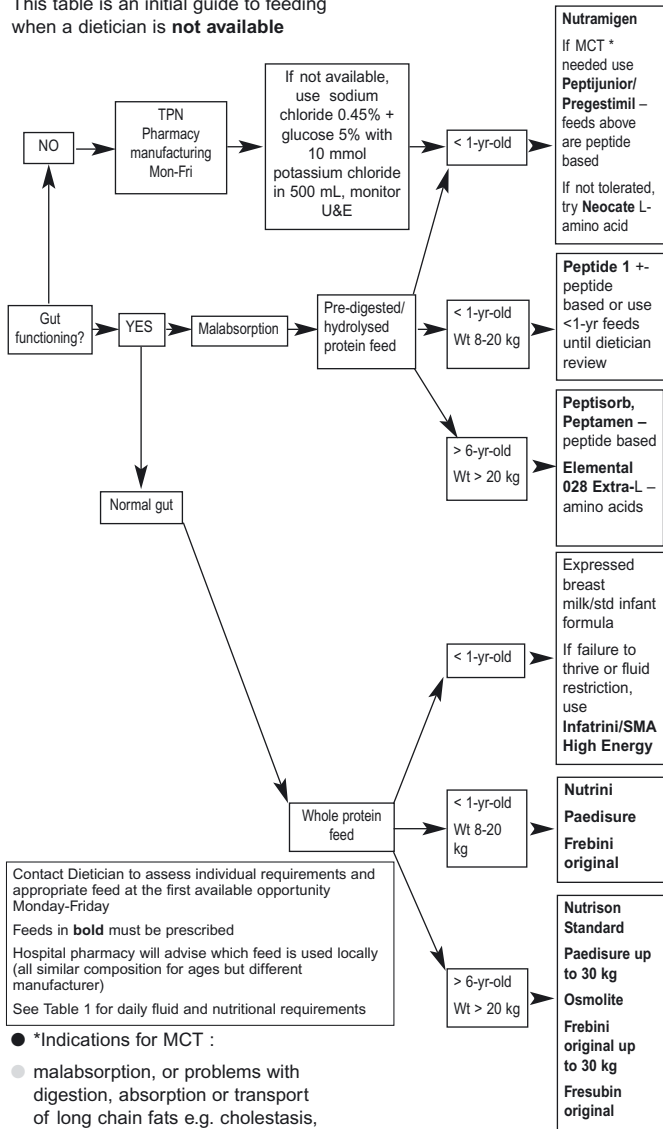 This table is an initial guide to feeding
when a dietician is not available
NO
TPN
Pharmacy
manufacturing
Mon-Fri
If not available,
use sodium
chloride 0.45% +
glucose 5% with
10 mmol
potassium chloride
in 500 mL, monitor
U&E
< 1-yr-old
Nutramigen
If MCT *
needed use
Peptijunior/
Pregestimil –
feeds above
are peptide
based
If not tolerated,
try Neocate L-
amino acid
Gut
functioning?
YES
Malabsorption
Pre-digested/
hydrolysed
protein feed
< 1-yr-old
Wt 8-20 kg
Peptide 1 +-
peptide
based or use
<1-yr feeds
until dietician
review
> 6-yr-old
Wt > 20 kg
Peptisorb,
Peptamen –
peptide based
Elemental
028 Extra-L –
amino acids
Normal gut
Whole protein
feed
< 1-yr-old
Expressed
breast
milk/std infant
formula
If failure to
thrive or fluid
restriction,
use
Infatrini/SMA
High Energy
< 1-yr-old
Wt 8-20
kg
Nutrini
Paedisure
Frebini
original
> 6-yr-old
Wt > 20 kg
Nutrison
Standard
Paedisure up
to 30 kg
Osmolite
Frebini
original up
to 30 kg
Fresubin
original
Contact Dietician to assess individual requirements and
appropriate feed at the first available opportunity
Monday-Friday
Feeds in bold must be prescribed
Hospital pharmacy will advise which feed is used locally
(all similar composition for ages but different
manufacturer)
See Table 1 for daily fluid and nutritional requirements
● *Indications for MCT :
● malabsorption, or problems with
digestion, absorption or transport
of long chain fats e.g. cholestasis,